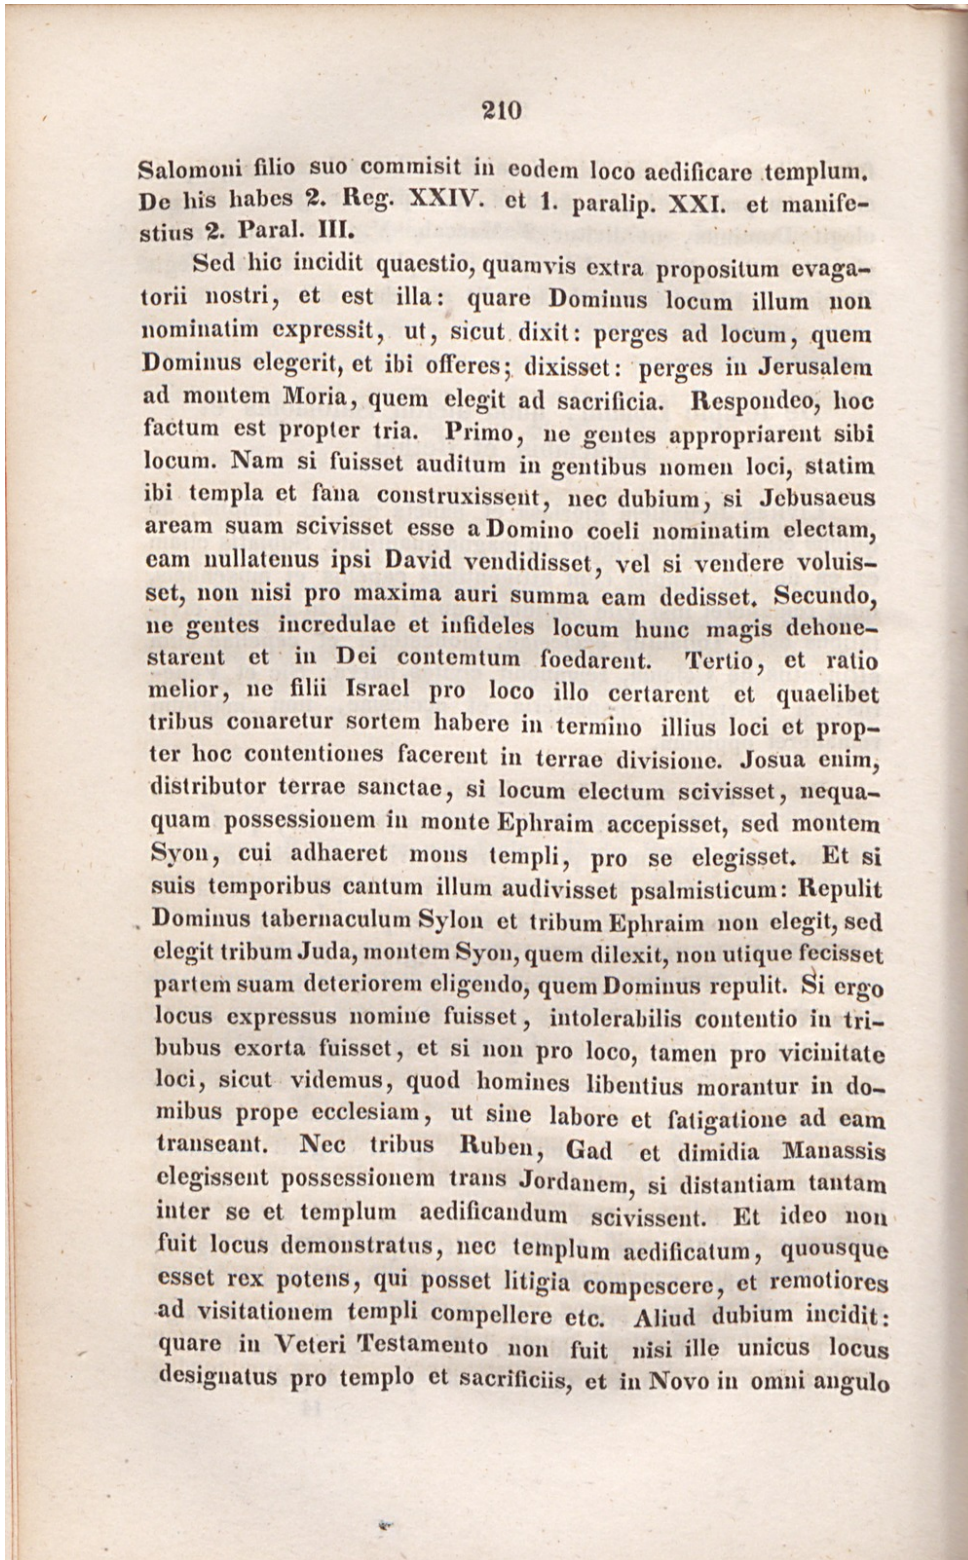 210
Salomoni filio suo commisit in eodem loco aedificare templum.
De his habes 2. Reg. XXIV. et 1. paralip. XXI. et manife-
stius 2. Paral. III.
Sed hic incidit quaestio, quamvis extra propositum evaga-
torii nostri, et est illa: quare Dominus locum illum non
nominatim expressit, ut, sicut dixit: perges ad locum, quem
Dominus elegerit, et ibi offeres; dixisset: perges in Jerusalem
ad montem Moria, quem elegit ad sacrificia. Respondeo, hoc
factum est propter tria. Primo, ne gentes appropriarent sibi
locum. Nam si fuisset auditum in gentibus nomen loci, statim
ibi templa et fana construxissent, nec dubium, si Jebusaeus
aream suam scivisset esse a Domino coeli nominatim electam,
eam nullatenus ipsi David vendidisset, vel si vendere voluis-
set, non nisi pro maxima auri summa eam dedisset. Secundo,
ne gentes incredulae et infideles locum hunc magis dehone-
starent et in Dei contemtum foedarent. Tertio, et ratio
melior, ne filii Israel pro loco illo certarent et quaelibet
tribus conaretur sortem habere in termino illius loci et prop-
ter hoc contentiones facerent in terrae divisione. Josua enim,
distributor terrae sanctae, si locum electum scivisset, nequa-
quam possessionem in monte Ephraim accepisset, sed montem
Syon, cui adhaeret mons templi, pro se elegisset. Et si
suis temporibus cantum illum audivisset psalmisticum: Repulit
Dominus tabernaculum Sylon et tribum Ephraim non elegit, sed
elegit tribum Juda, montem Syon, quem dilexit, non utique fecisset
partem suam deteriorem eligendo, quem Dominus repulit. Si ergo
locus expressus nomine fuisset, intolerabilis contentio in tri-
bubus exorta fuisset, et si non pro loco, tamen pro vicinitate
loci, sicut videmus, quod homines libentius morantur in do-
mibus prope ecclesiam, ut sine labore et fatigatione ad eam
transeant. Nec tribus Ruben, Gad et dimidia Manassis
elegissent possessionem trans Jordanem, si distantiam tantam
inter se et templum aedificandum scivissent. Et ideo non
fuit locus demonstratus, nec templum aedificatum, quousque
esset rex potens, qui posset litigia compescere, et remotiores
ad visitationem templi compellere etc. Aliud dubium incidit:
quare in Veteri Testamento non fuit nisi ille unicus locus
designatus pro templo et sacrificiis, et in Novo in omni angulo